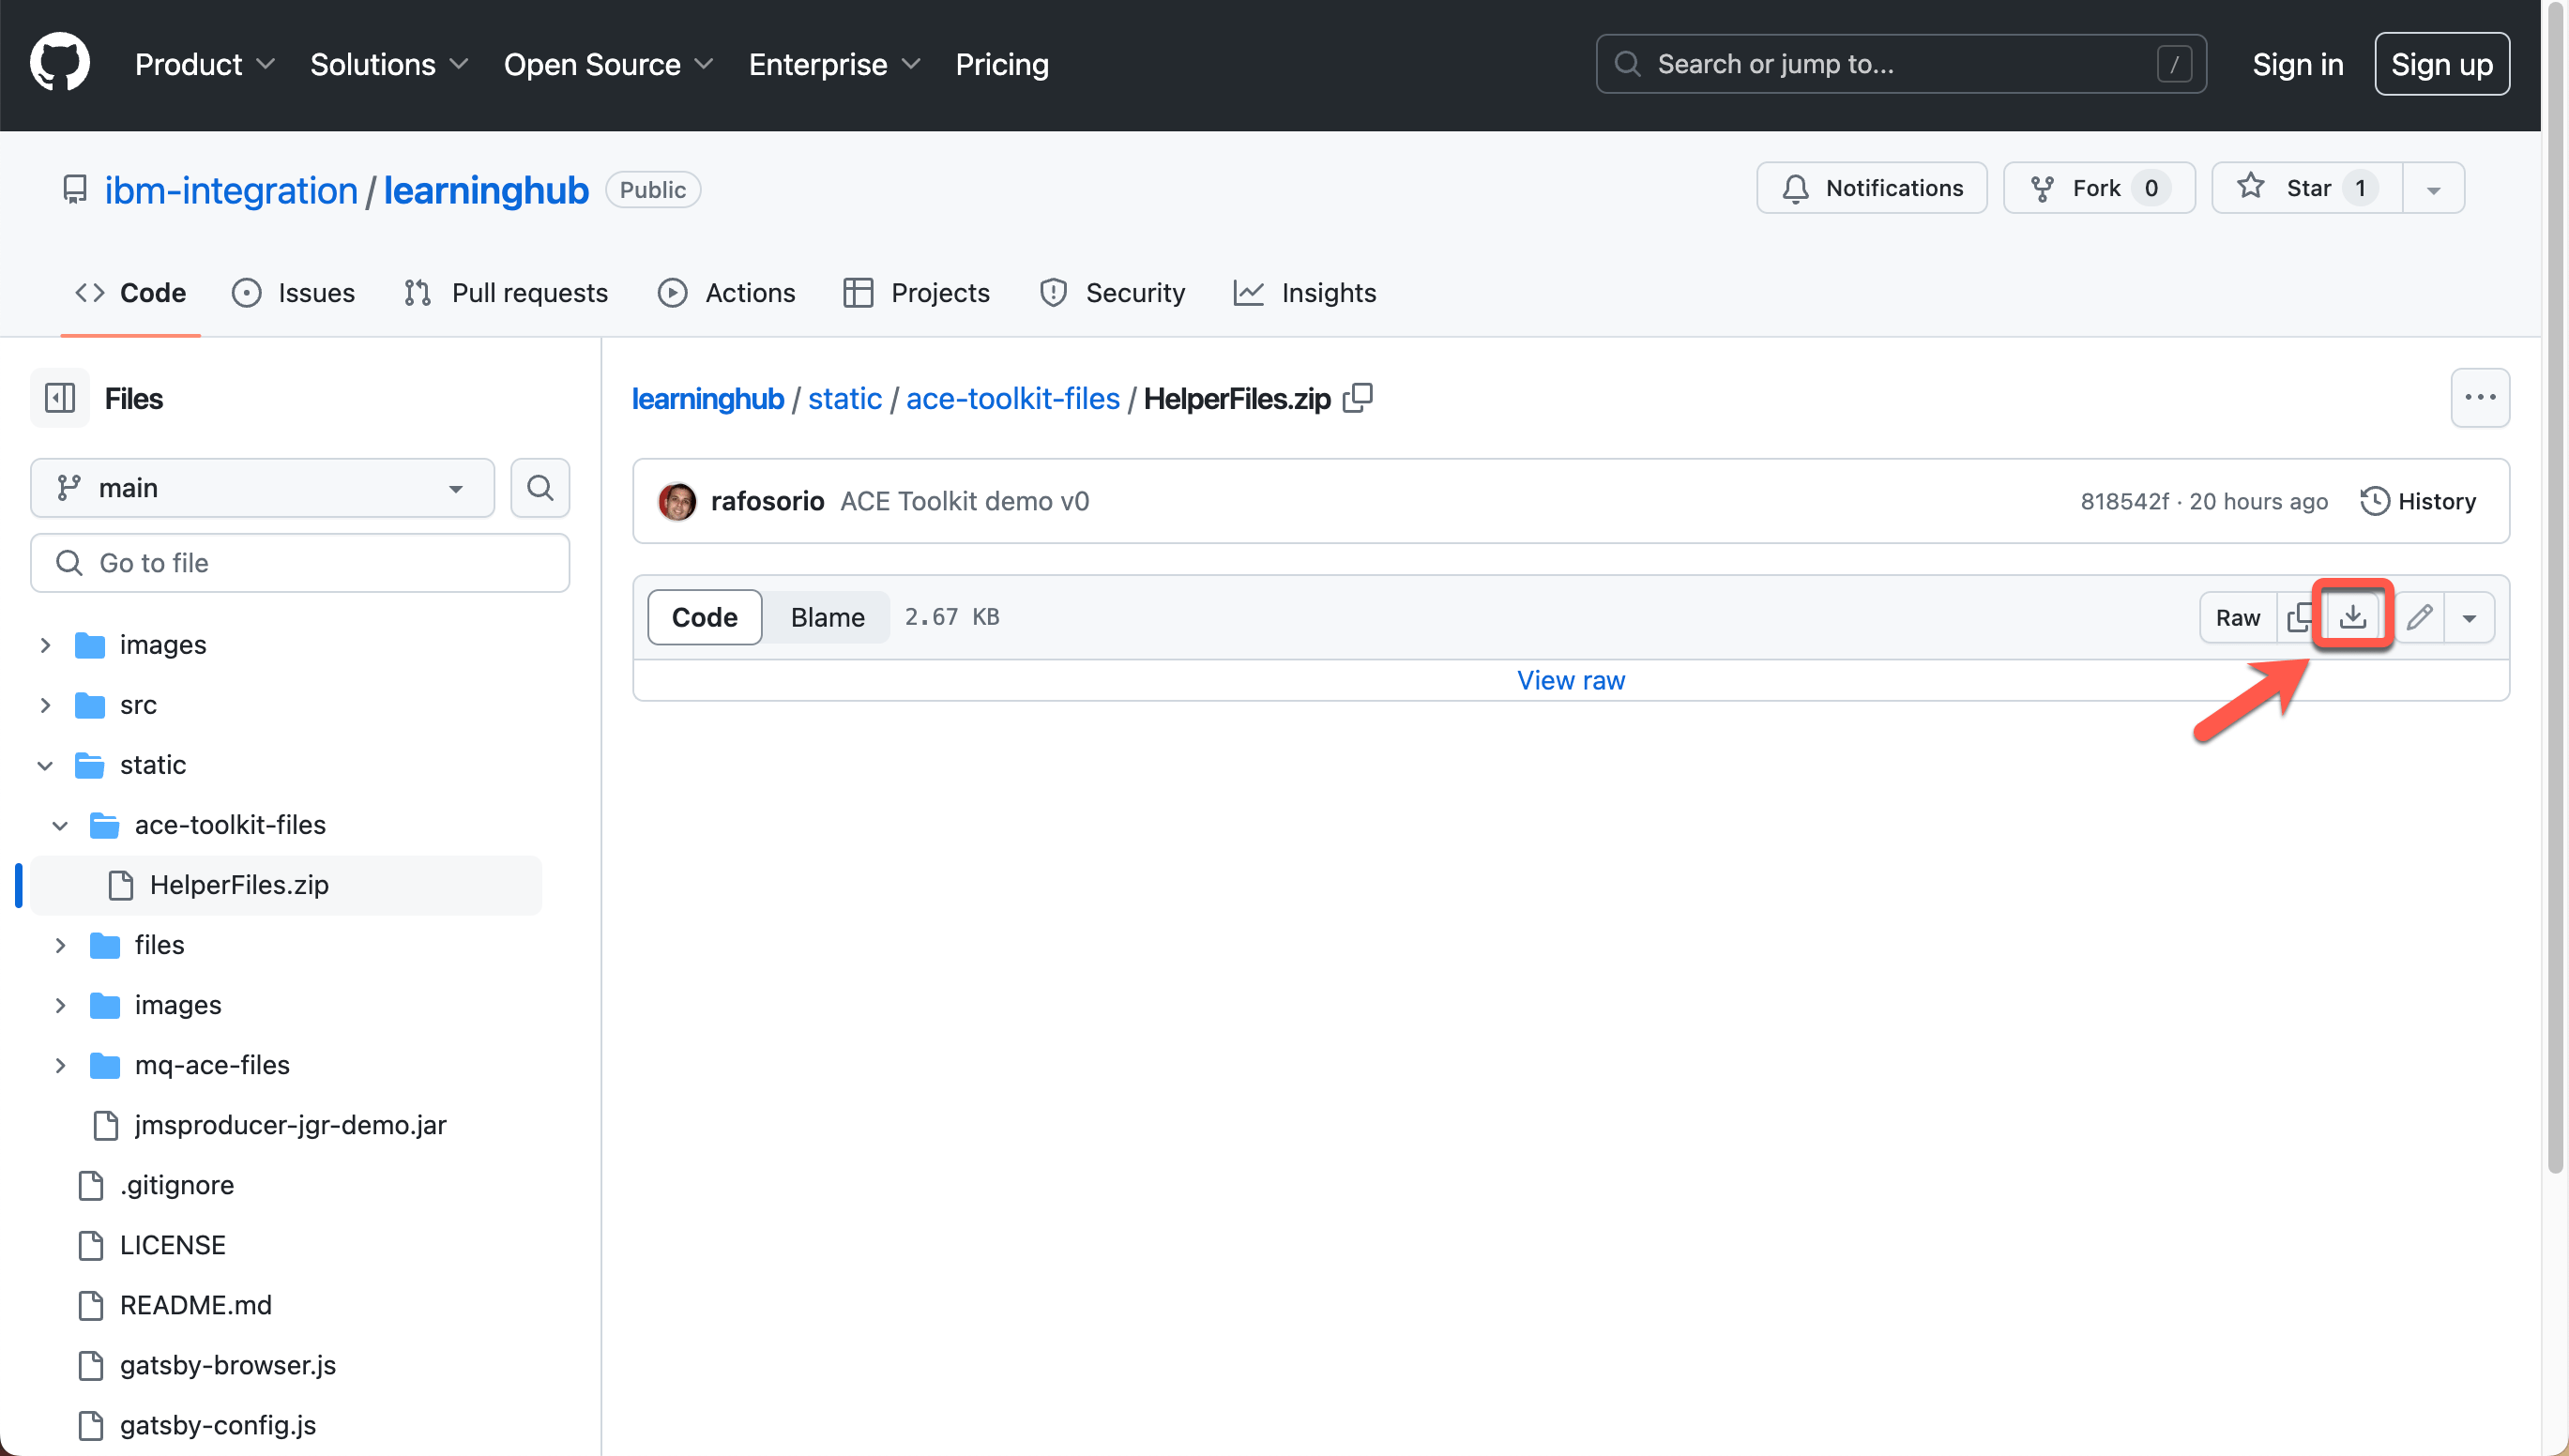 Product Solutions Open Source Enterprise Pricing Search or jump to... / Sign in Sign up
ibm-integration / learninghub Public Notifications Fork 0 Star 1
Code Issues Pull requests Actions Projects Security Insights
Files
main
Go to file
images
src
static
ace-toolkit-files
HelperFiles.zip
files
images
mq-ace-files
jmsproducer-jgr-demo.jar
.gitignore
LICENSE
README.md
gatsby-browser.js
gatsby-config.js
learninghub / static / ace-toolkit-files / HelperFiles.zip
rafosorio ACE Toolkit demo v0 818542f · 20 hours ago History
Code Blame 2.67 KB Raw
View raw